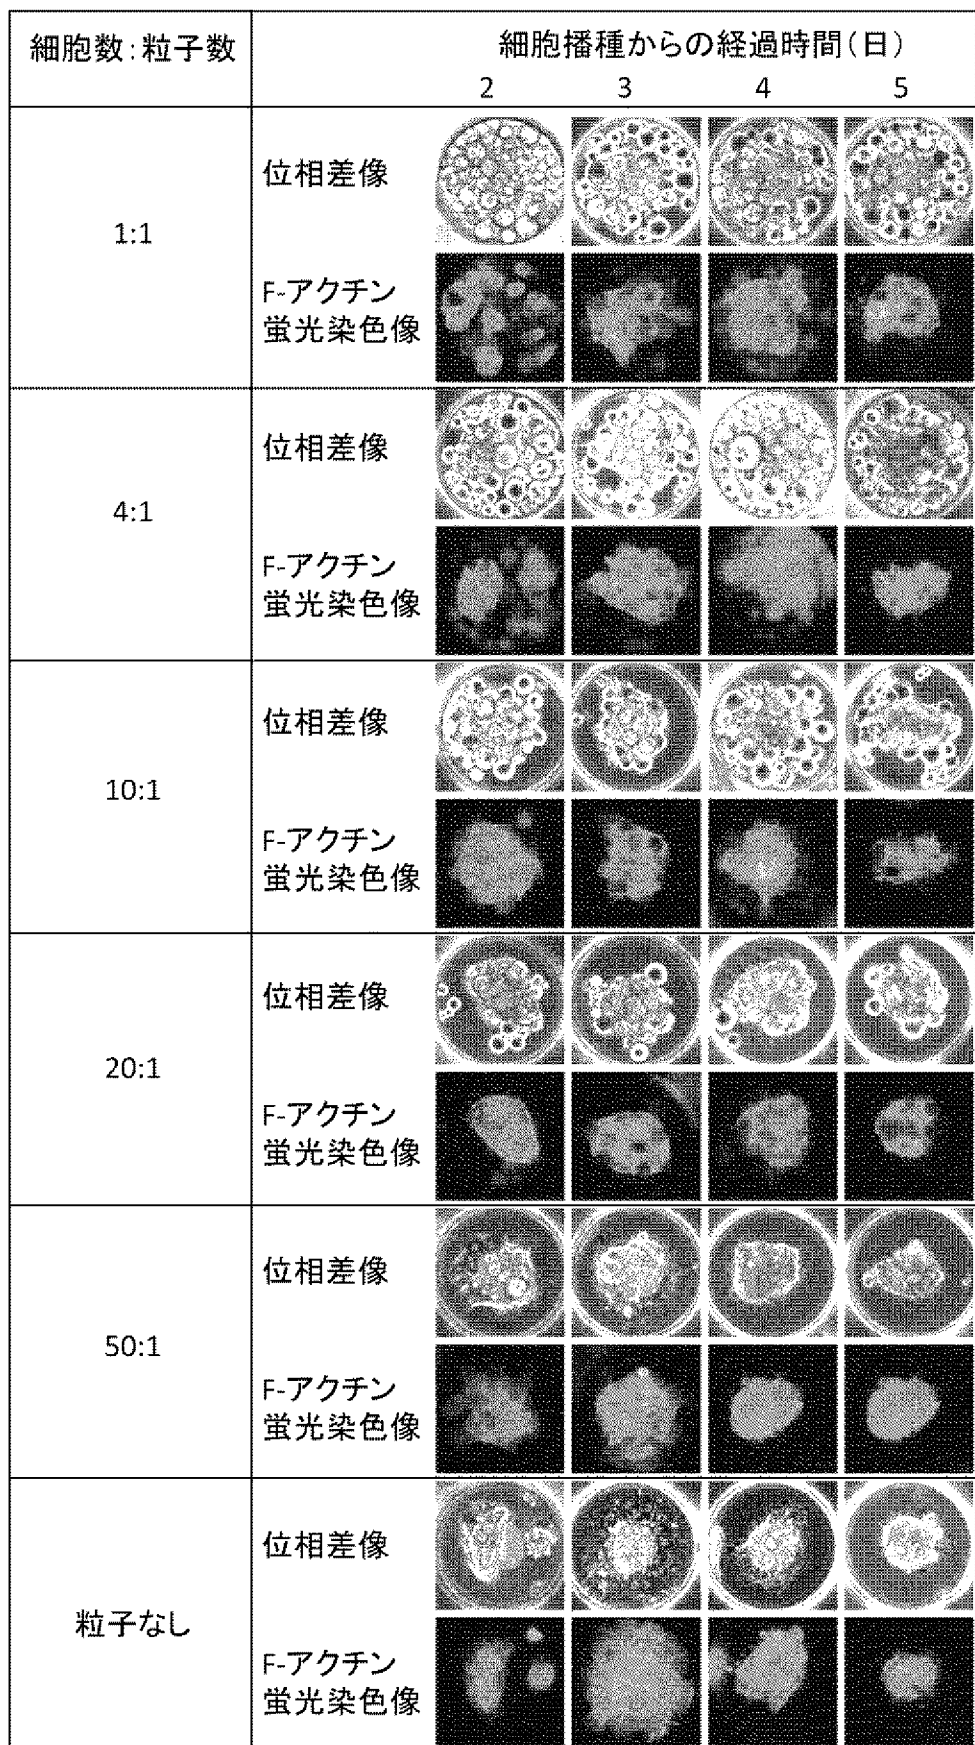 細胞数:粒子数
細胞播種からの経過時間(日)
2 3 4 5
1:1
位相差像
F-アクチン
蛍光染色像
4:1
位相差像
F-アクチン
蛍光染色像
10:1
位相差像
F-アクチン
蛍光染色像
20:1
位相差像
F-アクチン
蛍光染色像
50:1
位相差像
F-アクチン
蛍光染色像
粒子なし
位相差像
F-アクチン
蛍光染色像